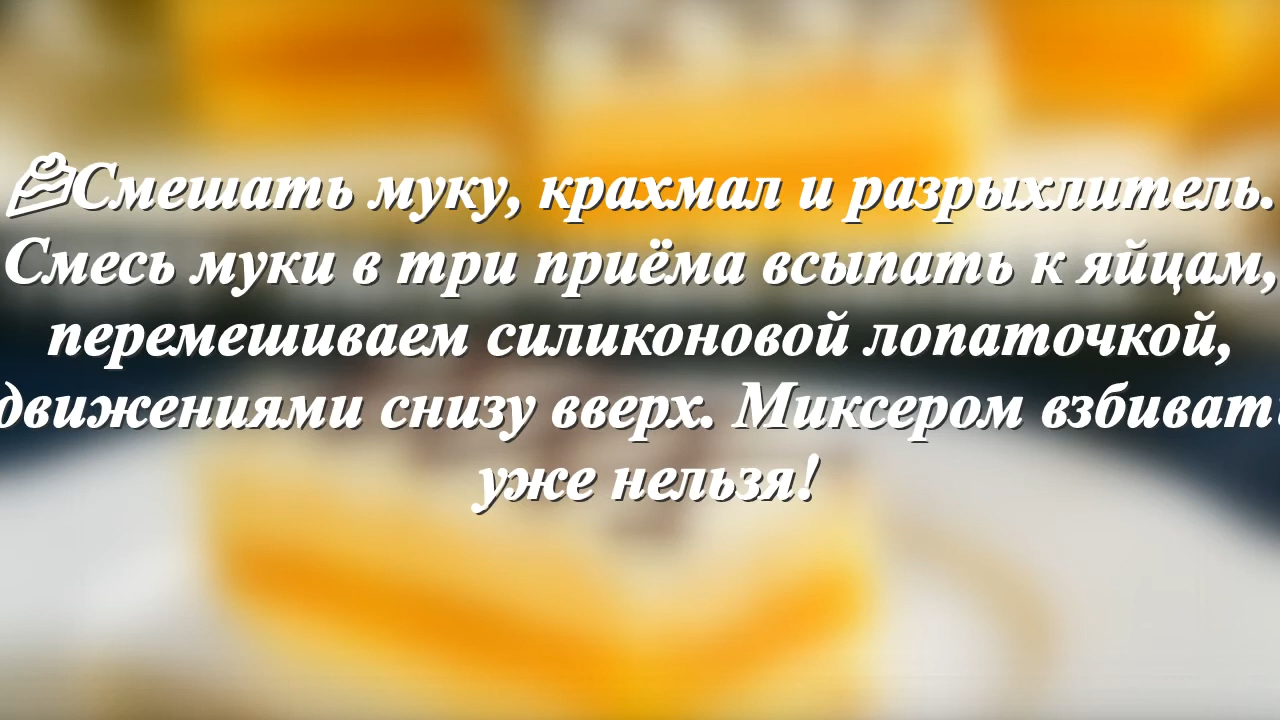 🍰Смешать муку, крахмал и разрыхлитель.
Смесь муки в три приёма всыпать к яйцам,
перемешиваем силиконовой лопаточкой,
движениями снизу вверх. Миксером взбивать
уже нельзя!